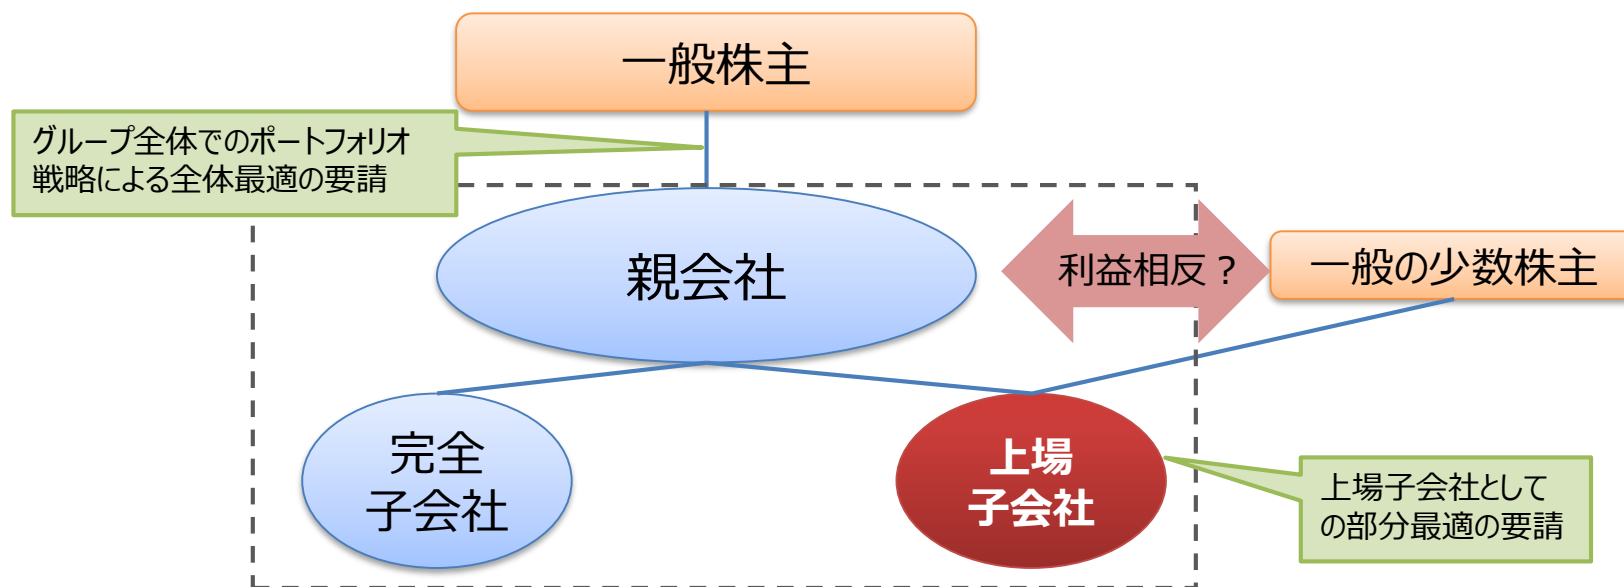 一般株主
グループ全体でのポートフォリオ
戦略による全体最適の要請
親会社
利益相反？
一般の少数株主
完全
子会社
上場
子会社
上場子会社として
の部分最適の要請